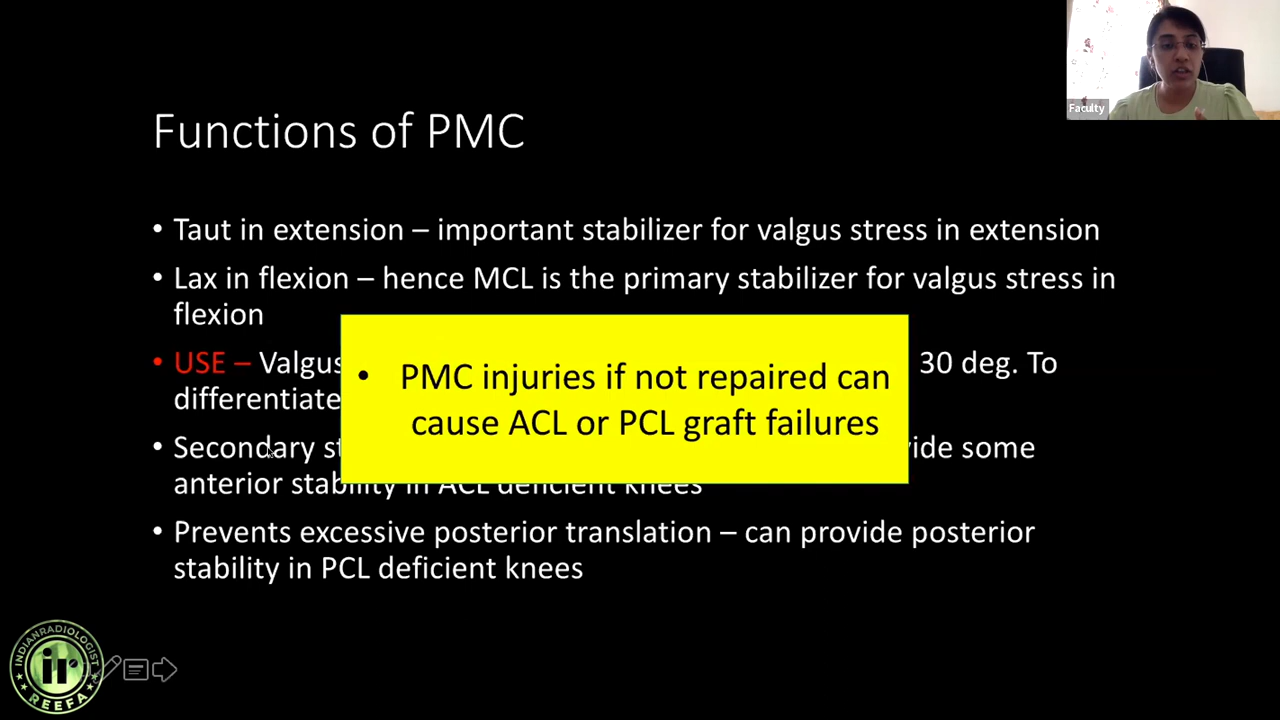 Faculty
Functions of PMC
• Taut in extension – important stabilizer for valgus stress in extension
• Lax in flexion – hence MCL is the primary stabilizer for valgus stress in
flexion
• USE – Valgus 30 deg. To
differentiate
• PMC injuries if not repaired can
cause ACL or PCL graft failures
• Secondary some
anterior stability in ACL deficient knees
• Prevents excessive posterior translation – can provide posterior
stability in PCL deficient knees
INDIANRADIOLOGIST
ir
REEFA